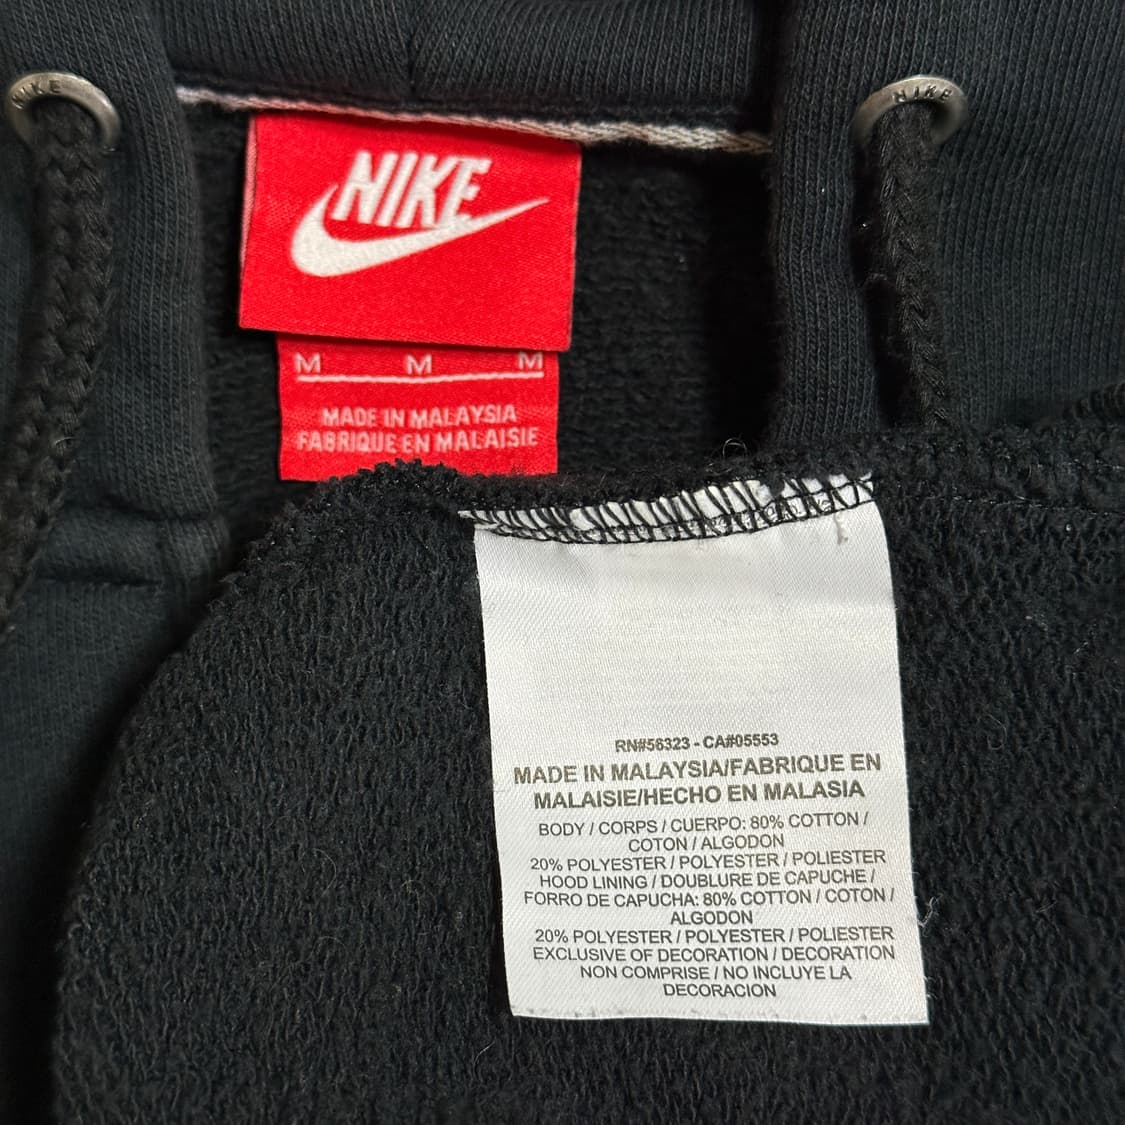 NIKE
NIKE
NIKE
M M M
MADE IN MALAYSIA
FABRIQUE EN MALAISIE
RN#56323 - CA#05553
MADE IN MALAYSIA/FABRIQUE EN
MALAISIE/HECHO EN MALASIA
BODY / CORPS / CUERPO: 80% COTTON /
COTON / ALGODON
20% POLYESTER / POLYESTER / POLIESTER
HOOD LINING / DOUBLURE DE CAPUCHE /
FORRO DE CAPUCHA: 80% COTTON / COTON /
ALGODON
20% POLYESTER / POLYESTER / POLIESTER
EXCLUSIVE OF DECORATION / DECORATION
NON COMPRISE / NO INCLUYE LA
DECORACION